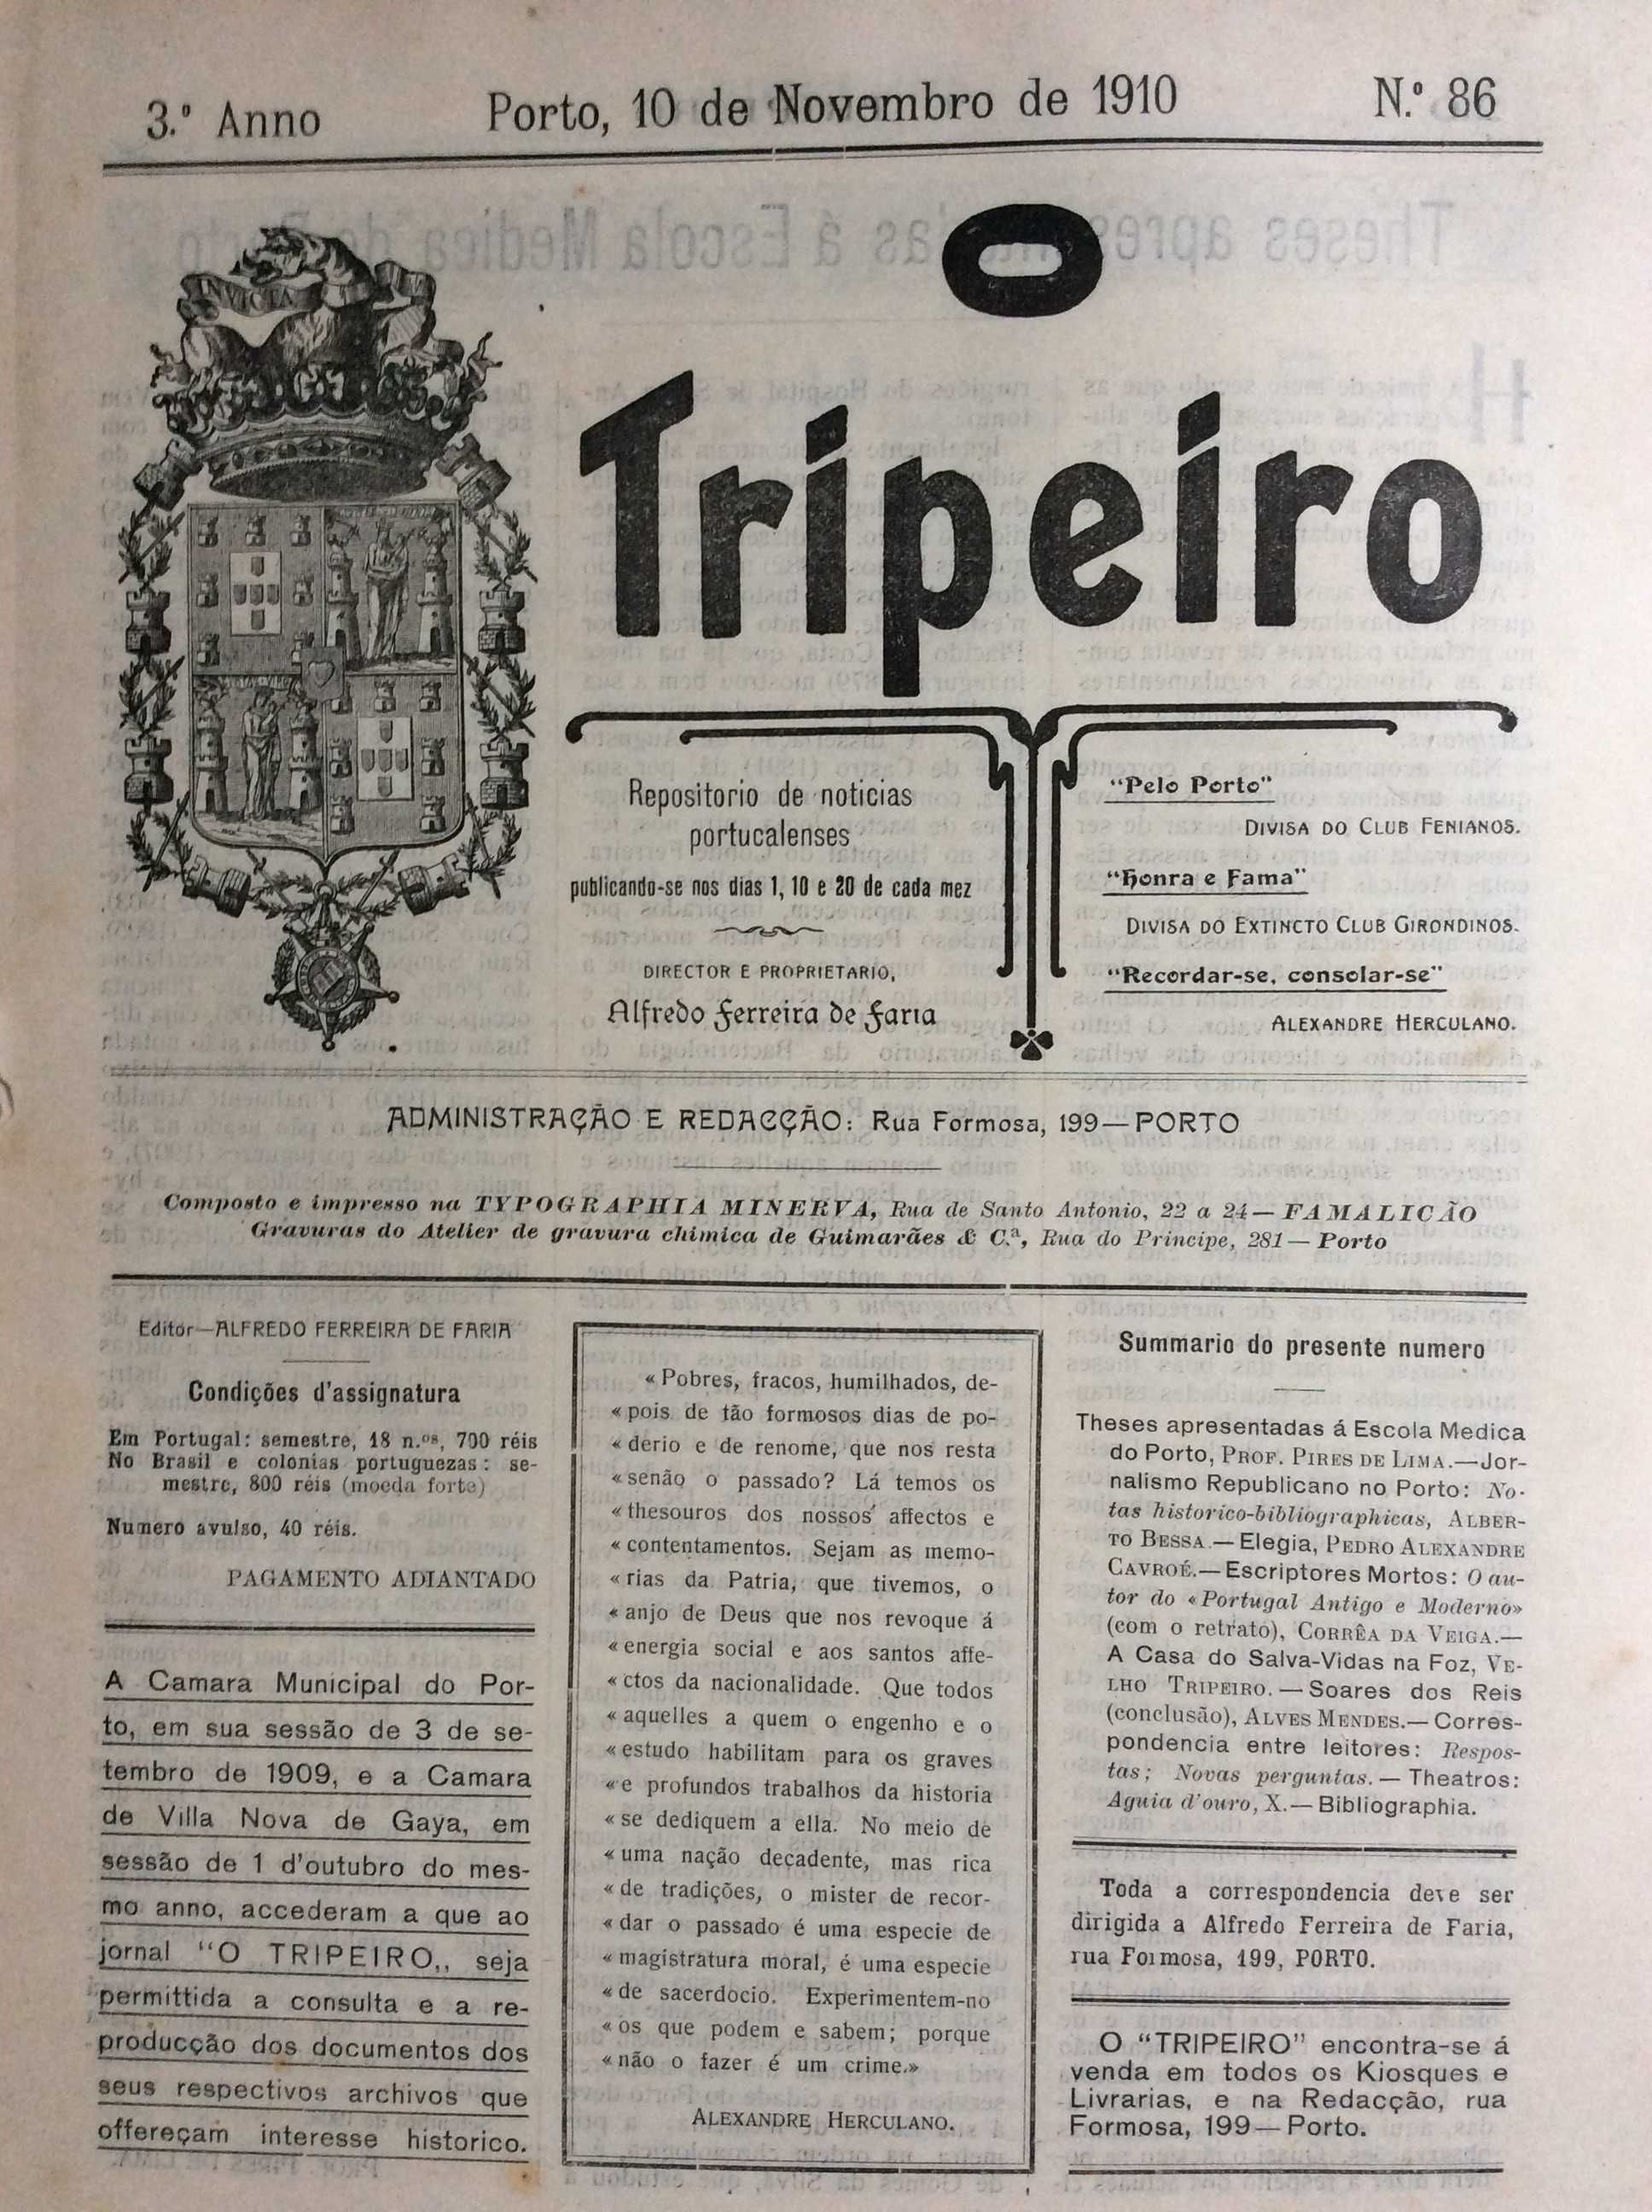 3.º Anno
Porto, 10 de Novembro de 1910
N.º 86
INVICTA
O
Tripeiro
Repositorio de noticias
portucalenses
publicando-se nos dias 1, 10 e 20 de cada mez
DIRECTOR E PROPRIETARIO,
Alfredo Ferreira de Faria
"Pelo Porto"
DIVISA DO CLUB FENIANOS.
"Honra e Fama"
DIVISA DO EXTINCTO CLUB GIRONDINOS.
"Recordar-se, consolar-se"
ALEXANDRE HERCULANO.
ADMINISTRAÇÃO E REDACÇÃO: Rua Formosa, 199—PORTO
Composto e impresso na TYPOGRAPHIA MINERVA, Rua de Santo Antonio, 22 a 24—FAMALICÃO
Gravuras do Atelier de gravura chimica de Guimarães & C.ª, Rua do Principe, 281—Porto
Editor—ALFREDO FERREIRA DE FARIA
Condições d'assignatura
Em Portugal: semestre, 18 n.os, 700 réis
No Brasil e colonias portuguezas: se-
mestre, 800 réis (moeda forte)
Numero avulso, 40 réis.
PAGAMENTO ADIANTADO
A Camara Municipal do Por-
to, em sua sessão de 3 de se-
tembro de 1909, e a Camara
de Villa Nova de Gaya, em
sessão de 1 d'outubro do mes-
mo anno, accederam a que ao
jornal "O TRIPEIRO,, seja
permittida a consulta e a re-
producção dos documentos dos
seus respectivos archivos que
offereçam interesse historico.
«Pobres, fracos, humilhados, de-
«pois de tão formosos dias de po-
«derio e de renome, que nos resta
«senão o passado? Lá temos os
«thesouros dos nossos affectos e
«contentamentos. Sejam as memo-
«rias da Patria, que tivemos, o
«anjo de Deus que nos revoque á
«energia social e aos santos affe-
«ctos da nacionalidade. Que todos
«aquelles a quem o engenho e o
«estudo habilitam para os graves
«e profundos trabalhos da historia
«se dediquem a ella. No meio de
«uma nação decadente, mas rica
«de tradições, o mister de recor-
«dar o passado é uma especie de
«magistratura moral, é uma especie
«de sacerdocio. Experimentem-no
«os que podem e sabem; porque
«não o fazer é um crime.»
ALEXANDRE HERCULANO.
Summario do presente numero
Theses apresentadas á Escola Medica
do Porto, PROF. PIRES DE LIMA.—Jor-
nalismo Republicano no Porto: No-
tas historico-bibliographicas, ALBER-
TO BESSA.—Elegia, PEDRO ALEXANDRE
CAVROÉ.—Escriptores Mortos: O au-
tor do «Portugal Antigo e Moderno»
(com o retrato), CORRÊA DA VEIGA.—
A Casa do Salva-Vidas na Foz, VE-
LHO TRIPEIRO.—Soares dos Reis
(conclusão), ALVES MENDES.—Corres-
pondencia entre leitores: Respos-
tas; Novas perguntas.—Theatros:
Aguia d'ouro, X.—Bibliographia.
Toda a correspondencia deve ser
dirigida a Alfredo Ferreira de Faria,
rua Formosa, 199, PORTO.
O "TRIPEIRO" encontra-se á
venda em todos os Kiosques e
Livrarias, e na Redacção, rua
Formosa, 199—Porto.